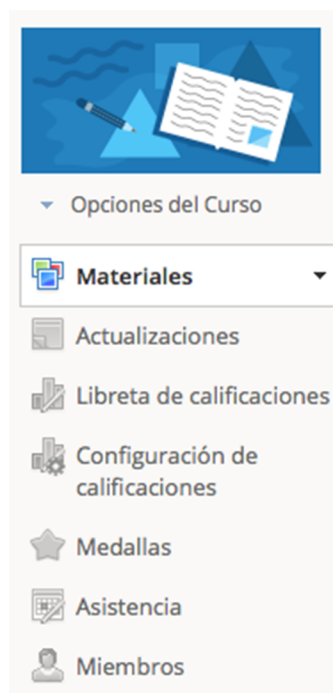 Opciones del Curso
Materiales
Actualizaciones
Libreta de calificaciones
Configuración de
calificaciones
Medallas
Asistencia
Miembros